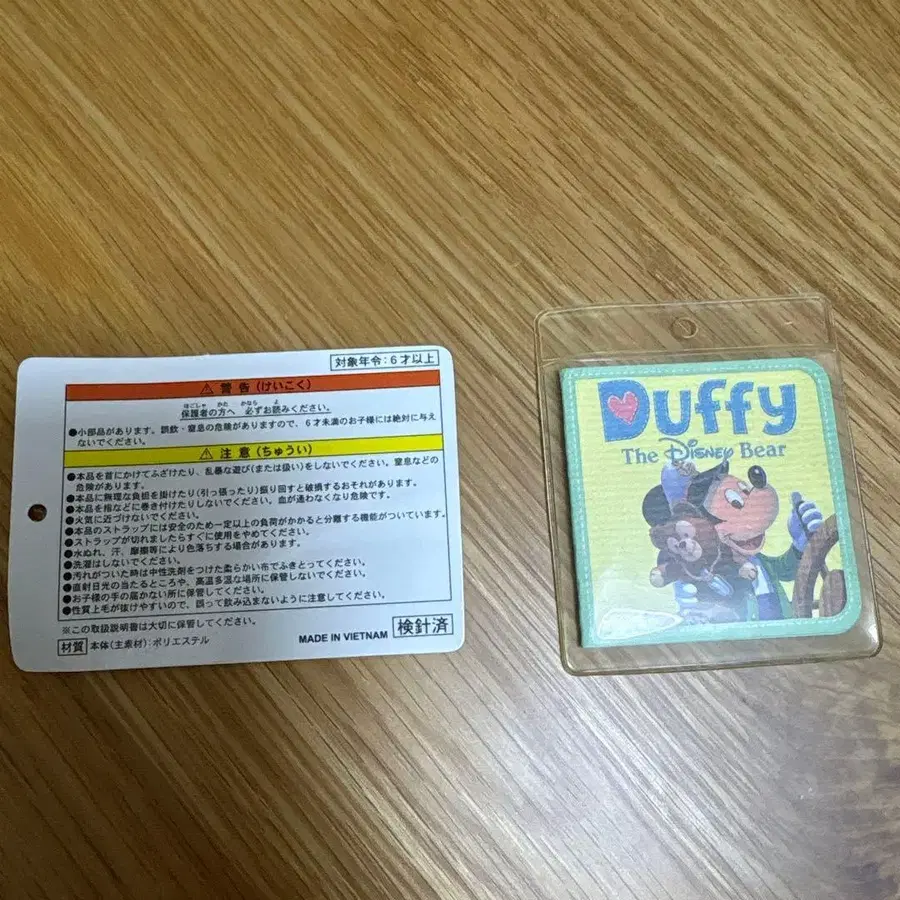 対象年令:6才以上
⚠ 警告(けいこく)
ほごしゃ かた かなら よ
保護者の方へ 必ずお読みください。
●小部品があります。誤飲・窒息の危険がありますので、6才未満のお子様には絶対に与え
ないでください。
⚠ 注意(ちゅうい)
●本品を首にかけてふざけたり、乱暴な遊び(または扱い)をしないでください。窒息などの
危険があります。
●本品に無理な負担を掛けたり(引っ張ったり)振り回すと破損するおそれがあります。
●本品を指などに巻き付けたりしないでください。血が通わなくなり危険です。
●火気に近づけないでください。
●本品のストラップには安全のため一定以上の負荷がかかると分離する機能がついています。
●ストラップが切れましたらすぐに使用をやめてください。
●水ぬれ、汗、摩擦等により色落ちする場合があります。
●洗濯はしないでください。
●汚れがついた時は中性洗剤をつけた柔らかい布でふきとってください。
●直射日光の当たるところや、高温多湿な場所に保管しないでください。
●お子様の手の届かない所に保管してください。
●性質上毛が抜けやすいので、誤って飲み込まないように注意してください。
※この取扱説明書は大切に保管してください。
材質 本体(主素材):ポリエステル
MADE IN VIETNAM 検針済
Duffy
The Disney Bear